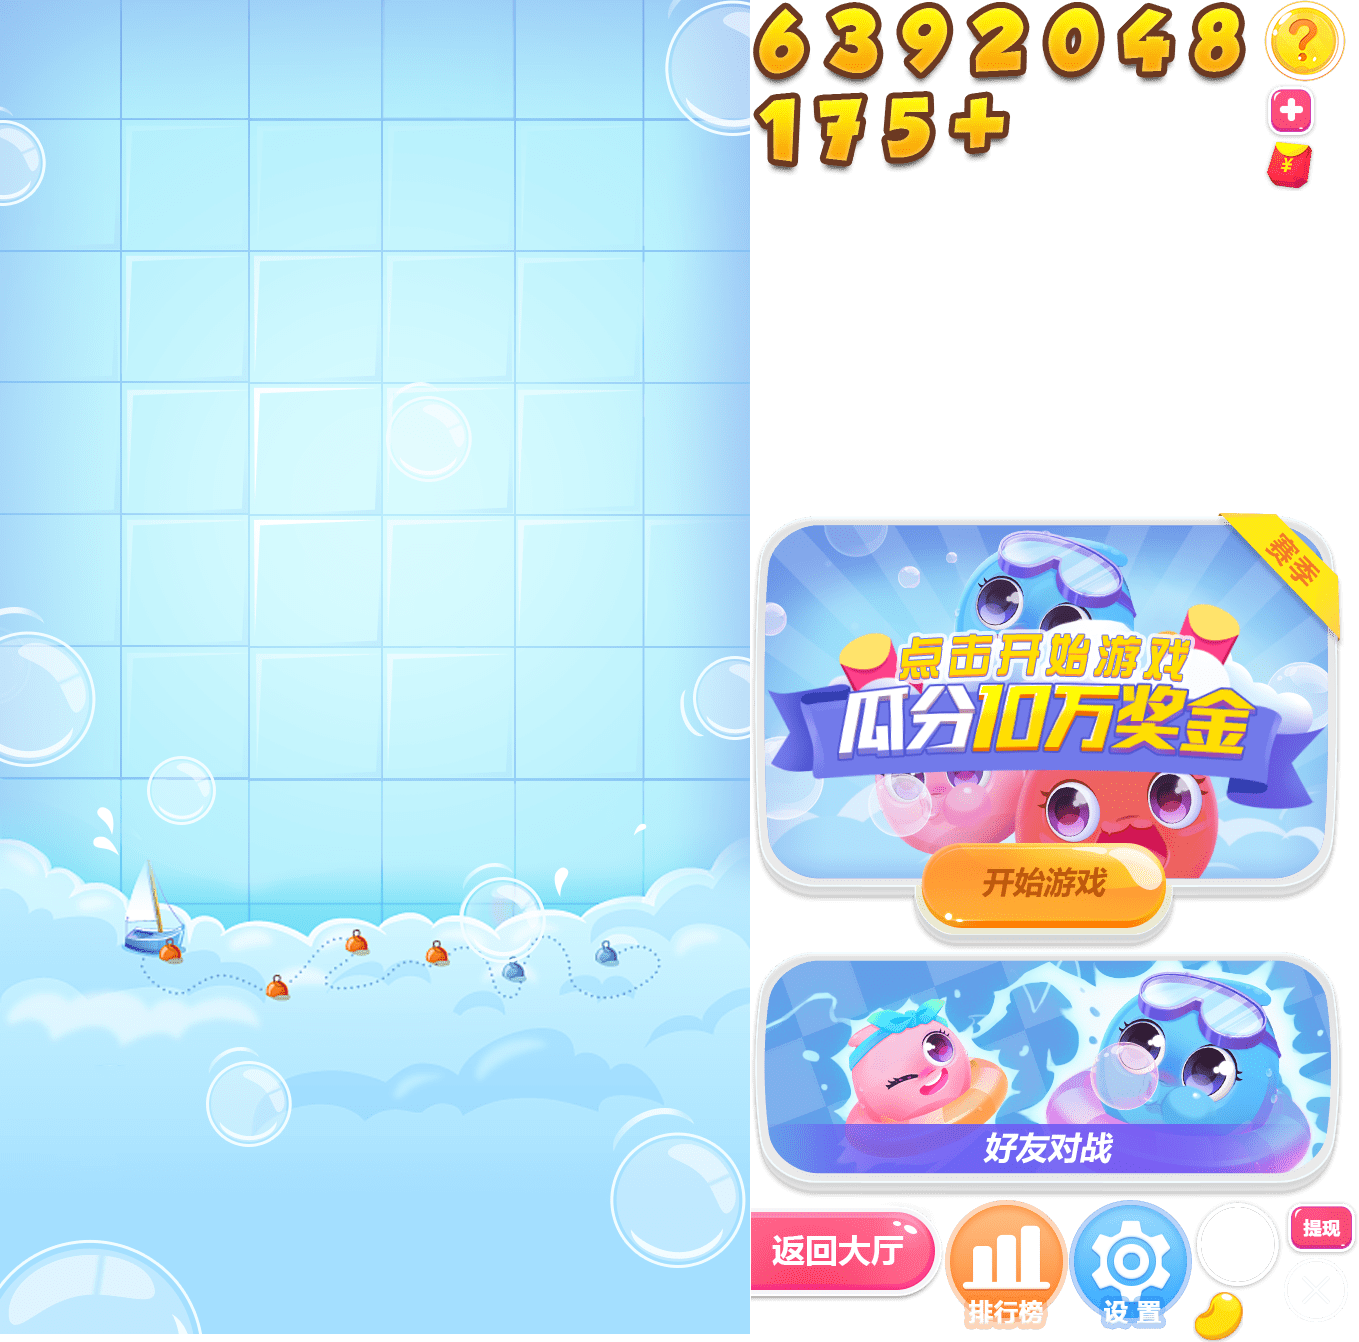 6392048
175+
?
¥
赛季
点击开始游戏
瓜分10万奖金
开始游戏
好友对战
返回大厅
排行榜
设置
提现